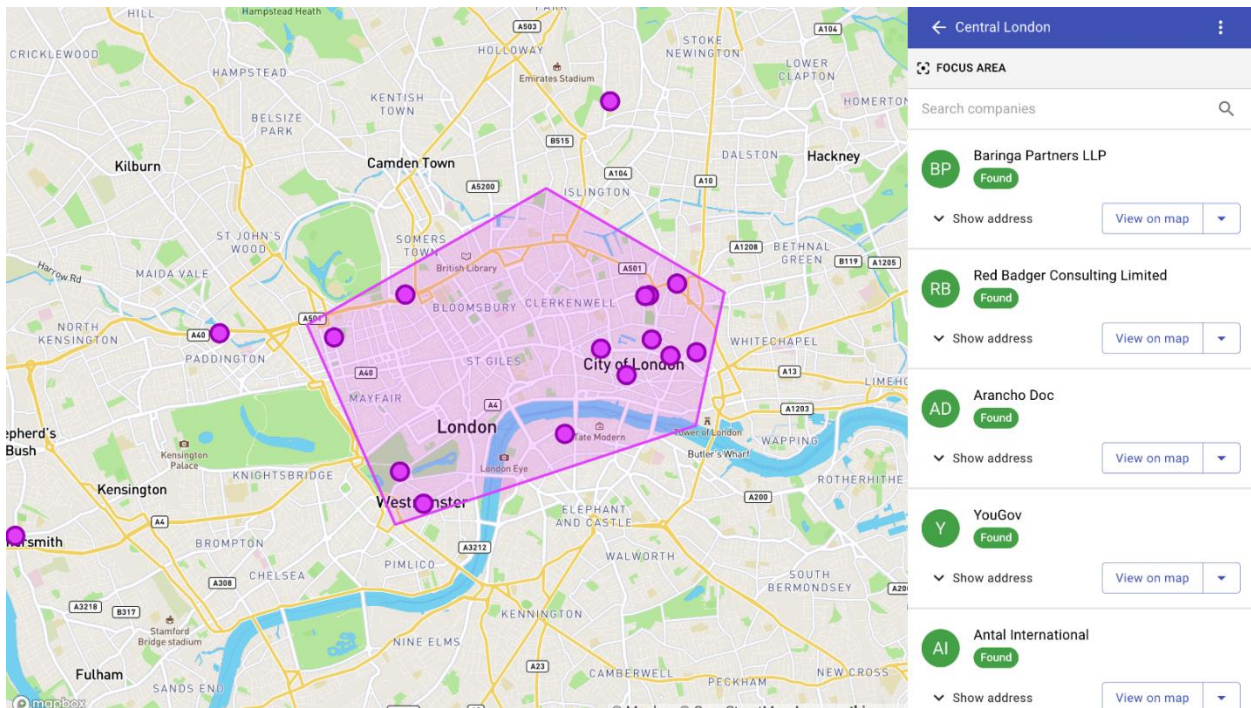 HILL
Hampstead Heath
PARK
A503
A104
CRICKLEWOOD
HOLLOWAY
STOKE
NEWINGTON
LOWER
CLAPTON
HAMPSTEAD
Emirates Stadium
KENTISH
TOWN
HOMERTON
BELSIZE
PARK
B515
Kilburn
Camden Town
DALSTON
Hackney
A104
A10
A5200
ISLINGTON
ST JOHN'S
WOOD
SOMERS
TOWN
British Library
A1208
BETHNAL
GREEN
B119
A1205
Harrow Rd
MAIDA VALE
A501
BLOOMSBURY
CLERKENWELL
A501
NORTH
KENSINGTON
A40
PADDINGTON
WHITECHAPEL
ST GILES
City of London
A40
A13
MAYFAIR
A4
A1203
London
Tate Modern
Tower of London
WAPPING
Butler's Wharf
epherd's
Bush
Kensington
Palace
KNIGHTSBRIDGE
London Eye
ROTHERHITHE
Kensington
A200
ELEPHANT
AND CASTLE
A4
BROMPTON
A3212
WALWORTH
PIMLICO
CHELSEA
A308
SOUTH
BERMONDSEY
A3218
B317
KENNINGTON
Stamford
Bridge stadium
NINE ELMS
A23
Fulham
CAMBERWELL
PECKHAM
NEW CROSS
SANDS END
mapbox
Central London
FOCUS AREA
Search companies
BP
Baringa Partners LLP
Found
Show address
View on map
RB
Red Badger Consulting Limited
Found
Show address
View on map
AD
Arancho Doc
Found
Show address
View on map
Y
YouGov
Found
Show address
View on map
AI
Antal International
Found
Show address
View on map